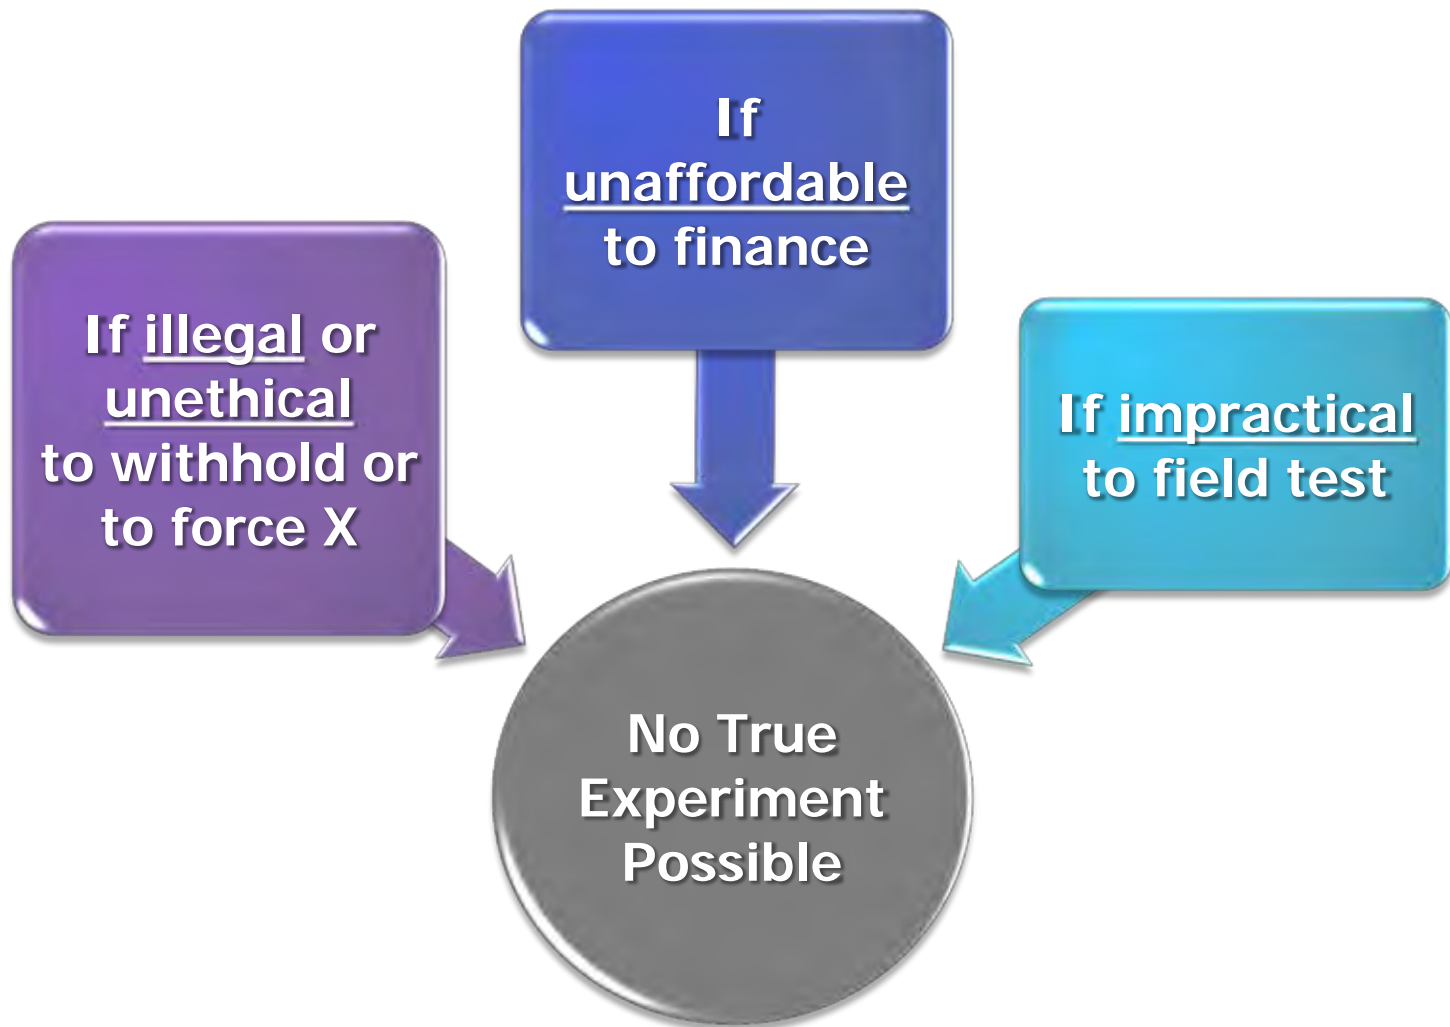 If illegal or
unethical
to withhold or
to force X
If
unaffordable
to finance
If impractical
to field test
No True
Experiment
Possible